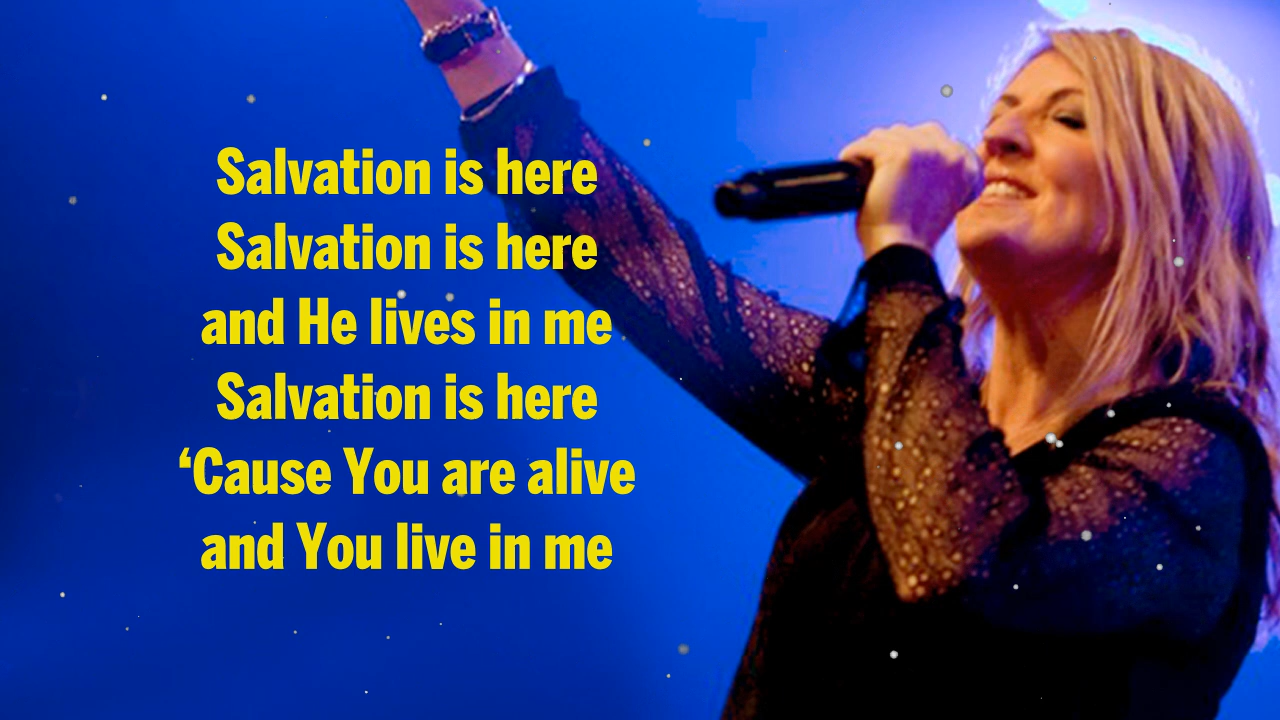 Salvation is here
Salvation is here
and He lives in me
Salvation is here
‘Cause You are alive
and You live in me